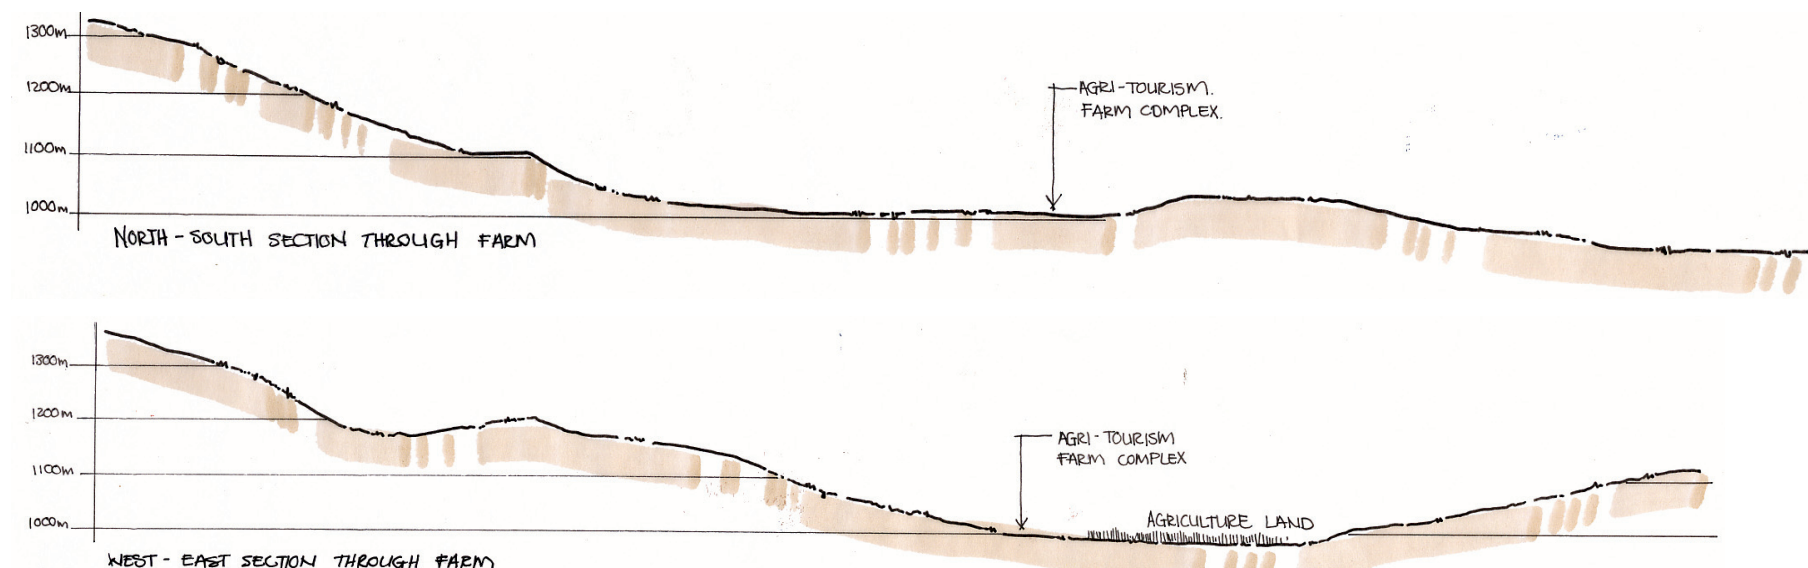 1300m
1200m
1100m
1000m
AGRI-TOURISM.
FARM COMPLEX.
NORTH-SOUTH SECTION THROUGH FARM
1300m
1200m
1100m
1000m
AGRI-TOURISM
FARM COMPLEX
AGRICULTURE LAND
WEST-EAST SECTION THROUGH FARM